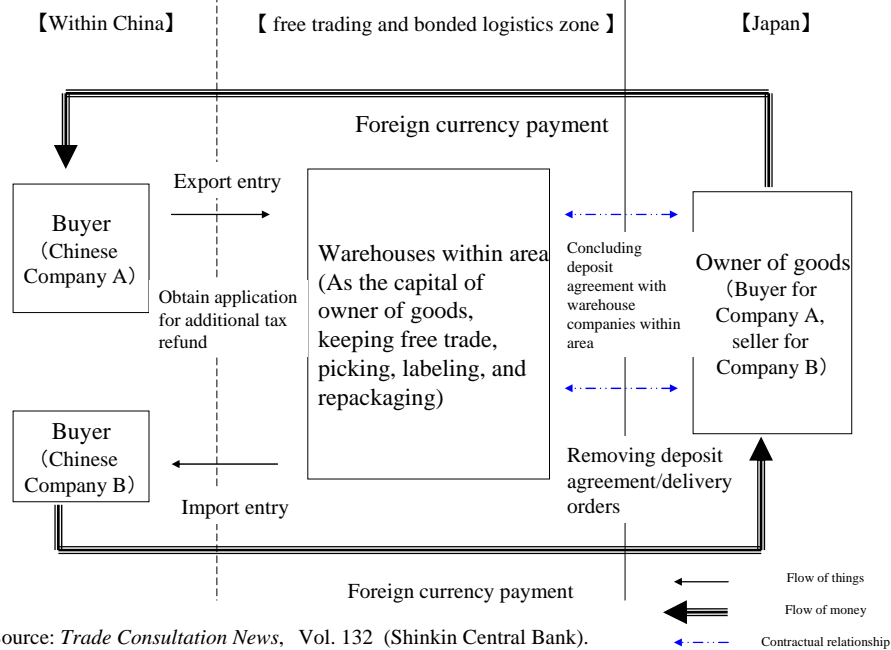 【Within China】
【 free trading and bonded logistics zone 】
【Japan】
Foreign currency payment
Export entry
Buyer
（Chinese
Company A）
Obtain application
for additional tax
refund
Warehouses within area
(As the capital of
owner of goods,
keeping free trade,
picking, labeling, and
repackaging)
Concluding
deposit
agreement with
warehouse
companies within
area
Owner of goods
（Buyer for
Company A,
seller for
Company B）
Buyer
（Chinese
Company B）
Import entry
Removing deposit
agreement/delivery
orders
Foreign currency payment
Flow of things
Flow of money
Contractual relationship
ource: Trade Consultation News, Vol. 132 (Shinkin Central Bank).